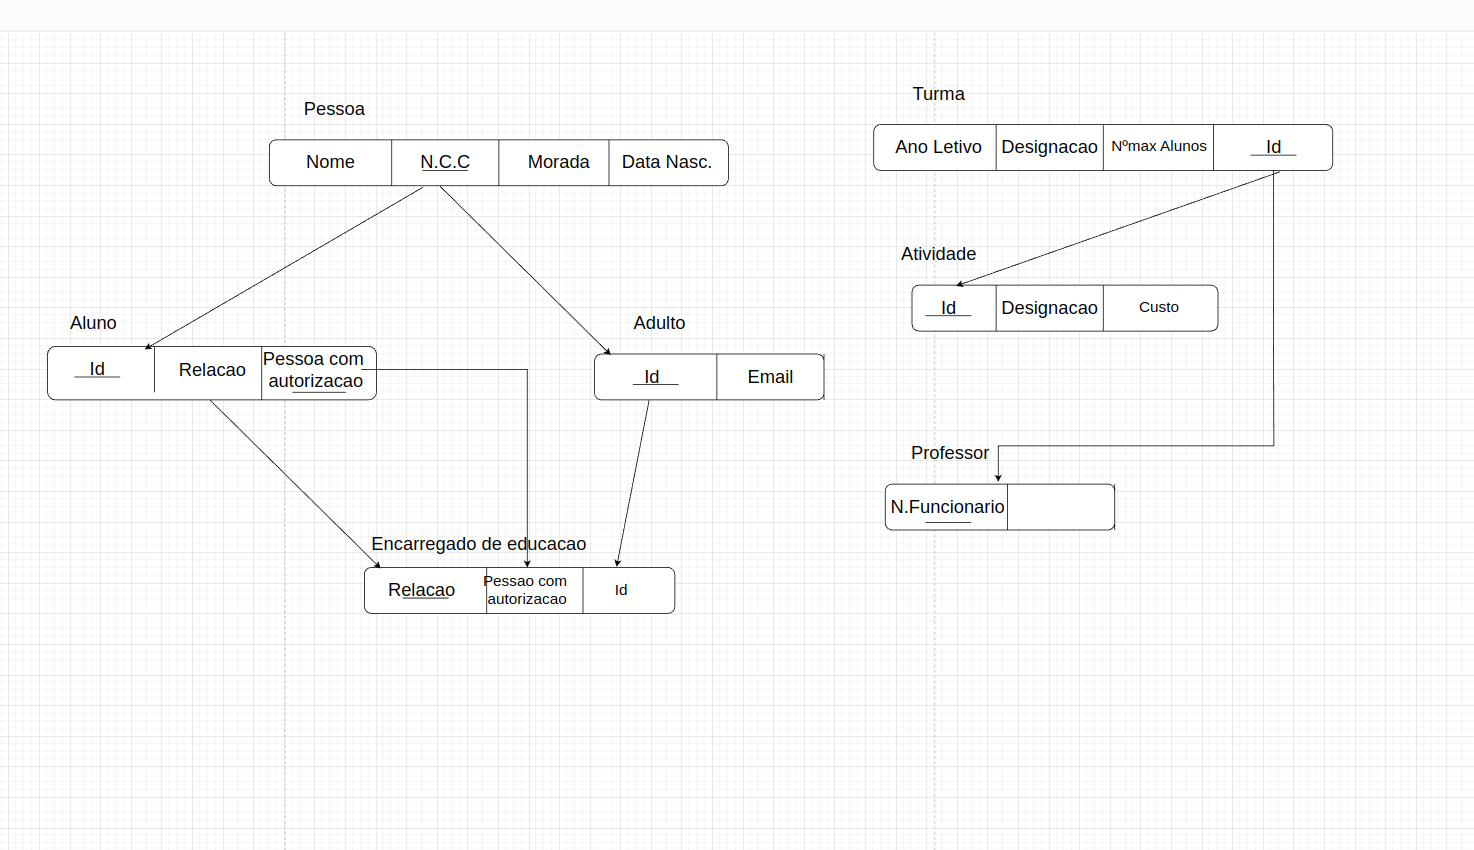 Pessoa
Nome N.C.C Morada Data Nasc.
Turma
Ano Letivo Designacao Nºmax Alunos Id
Atividade
Id Designacao Custo
Aluno
Id Relacao Pessoa com
autorizacao
Adulto
Id Email
Professor
N.Funcionario
Encarregado de educacao
Relacao Pessao com
autorizacao Id